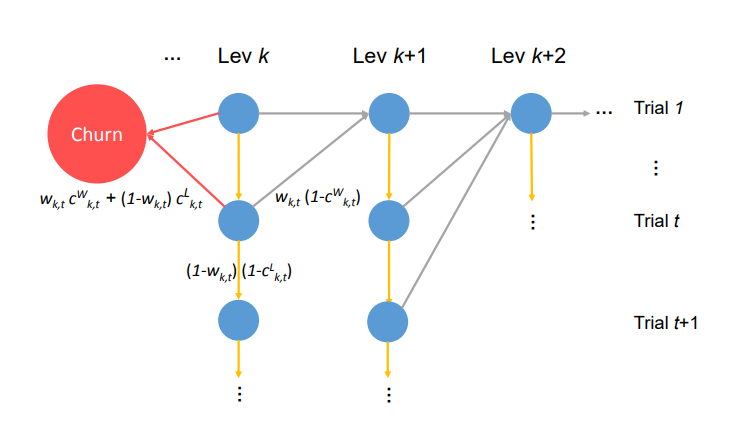 ... Lev k Lev k+1 Lev k+2
Churn
... Trial 1
⋮
w_{k,t} c^W_{k,t} + (1-w_{k,t}) c^L_{k,t}
w_{k,t} (1-c^W_{k,t})
⋮ Trial t
(1-w_{k,t}) (1-c^L_{k,t})
Trial t+1
⋮ ⋮